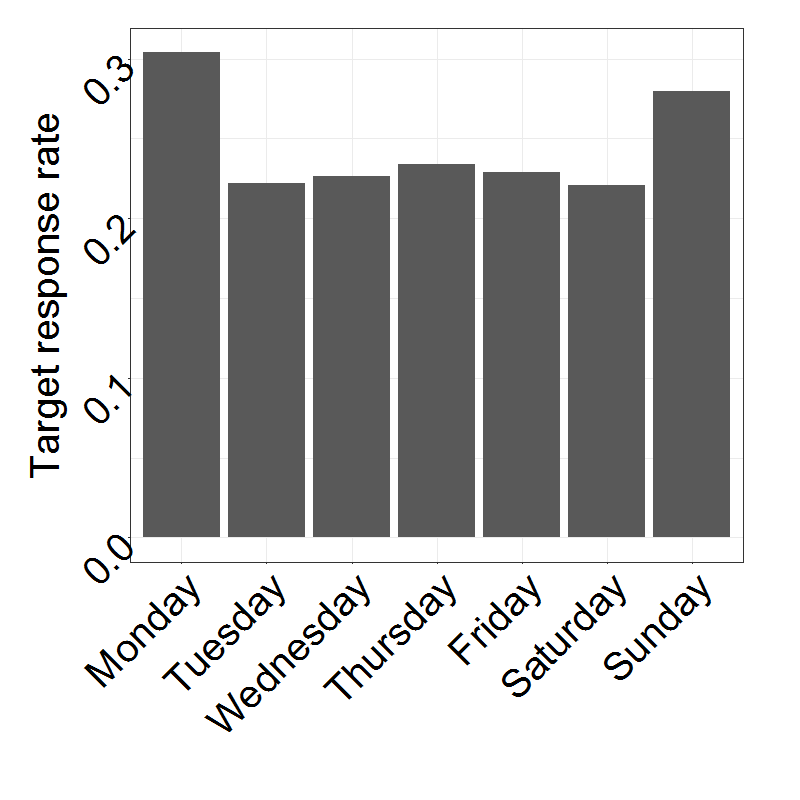 Target response rate
0.3
0.2
0.1
0.0
Monday
Tuesday
Wednesday
Thursday
Friday
Saturday
Sunday